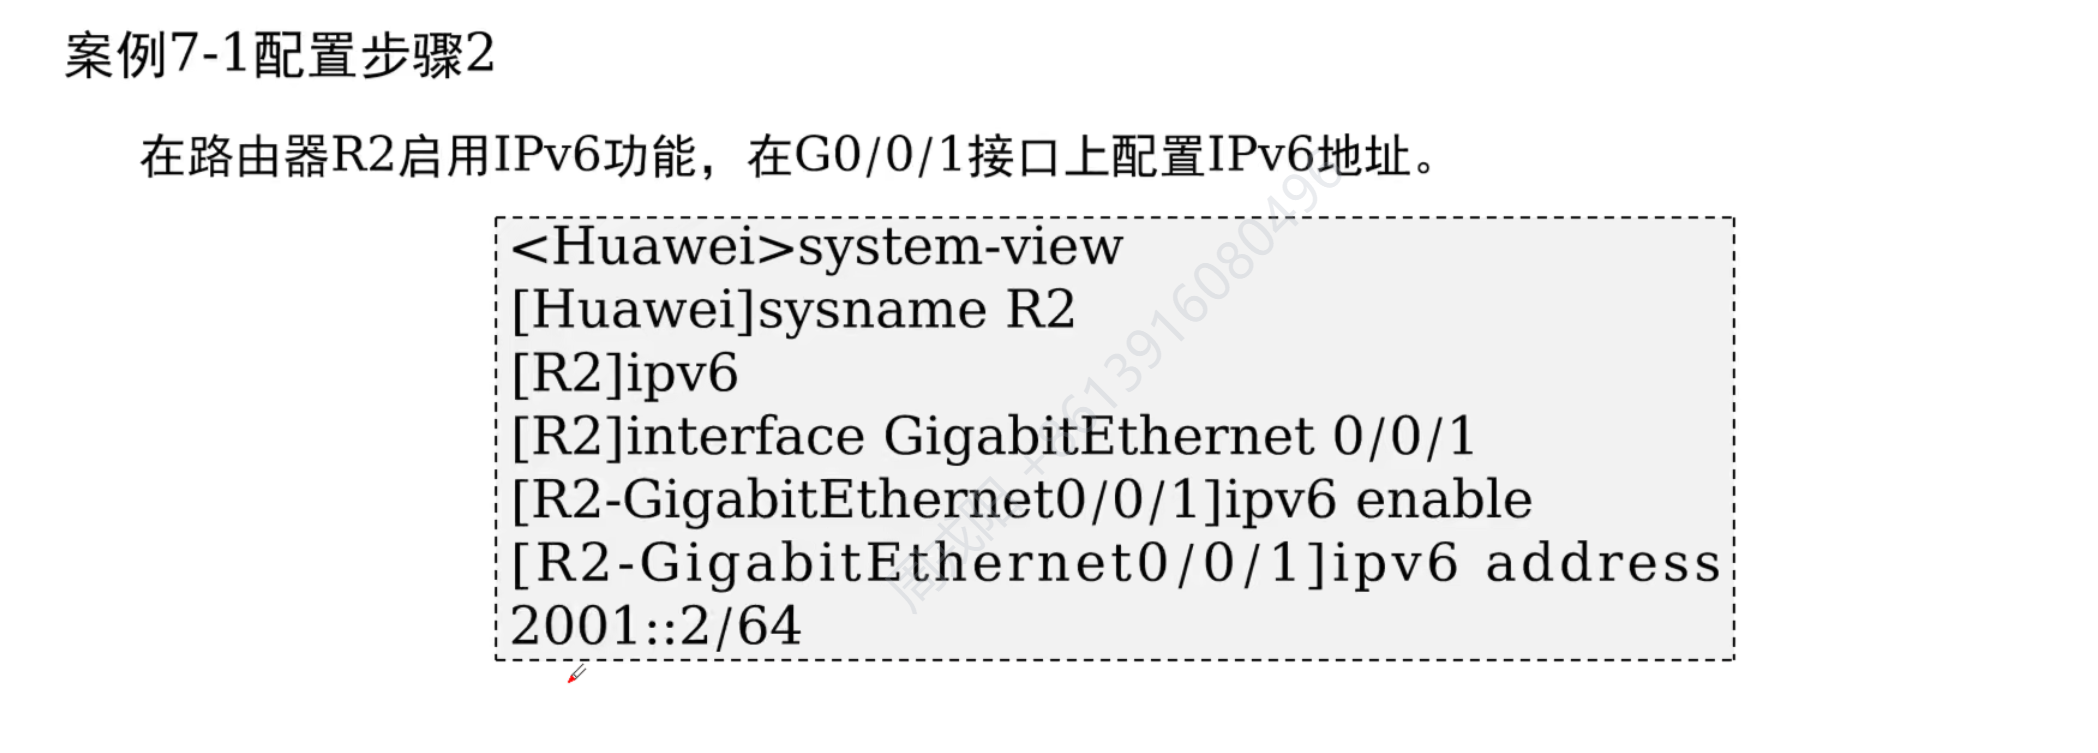 案例7-1配置步骤2
在路由器R2启用IPv6功能，在G0/0/1接口上配置IPv6地址。
<Huawei>system-view
[Huawei]sysname R2
[R2]ipv6
[R2]interface GigabitEthernet 0/0/1
[R2-GigabitEthernet0/0/1]ipv6 enable
[R2-GigabitEthernet0/0/1]ipv6 address
2001::2/64